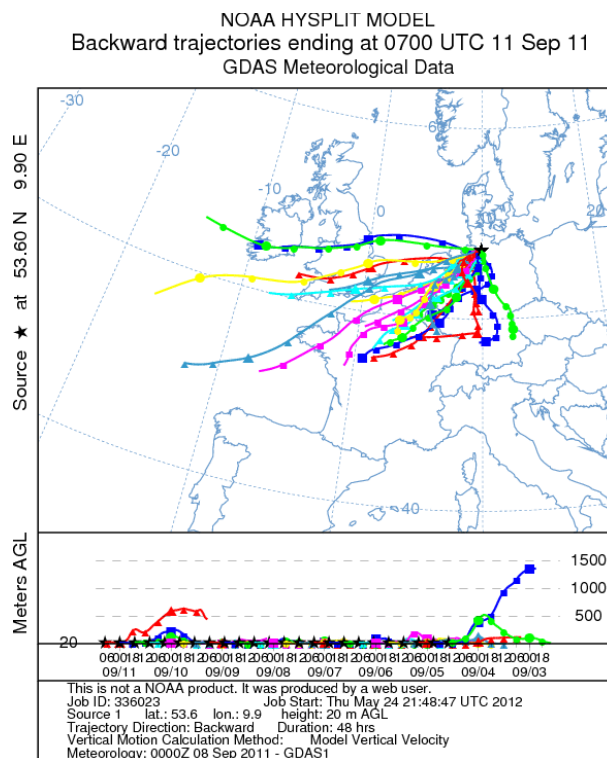 NOAA HYSPLIT MODEL
Backward trajectories ending at 0700 UTC 11 Sep 11
GDAS Meteorological Data
Source ★ at 53.60 N 9.90 E
-30
-20
-10
0
20
40
Meters AGL
1500
1000
500
20
09/11 09/10 09/09 09/08 09/07 09/06 09/05 09/04 09/03
This is not a NOAA product. It was produced by a web user.
Job ID: 336023 Job Start: Thu May 24 21:48:47 UTC 2012
Source 1 lat.: 53.6 lon.: 9.9 height: 20 m AGL
Trajectory Direction: Backward Duration: 48 hrs
Vertical Motion Calculation Method: Model Vertical Velocity
Meteorology: 0000Z 08 Sep 2011 - GDAS1